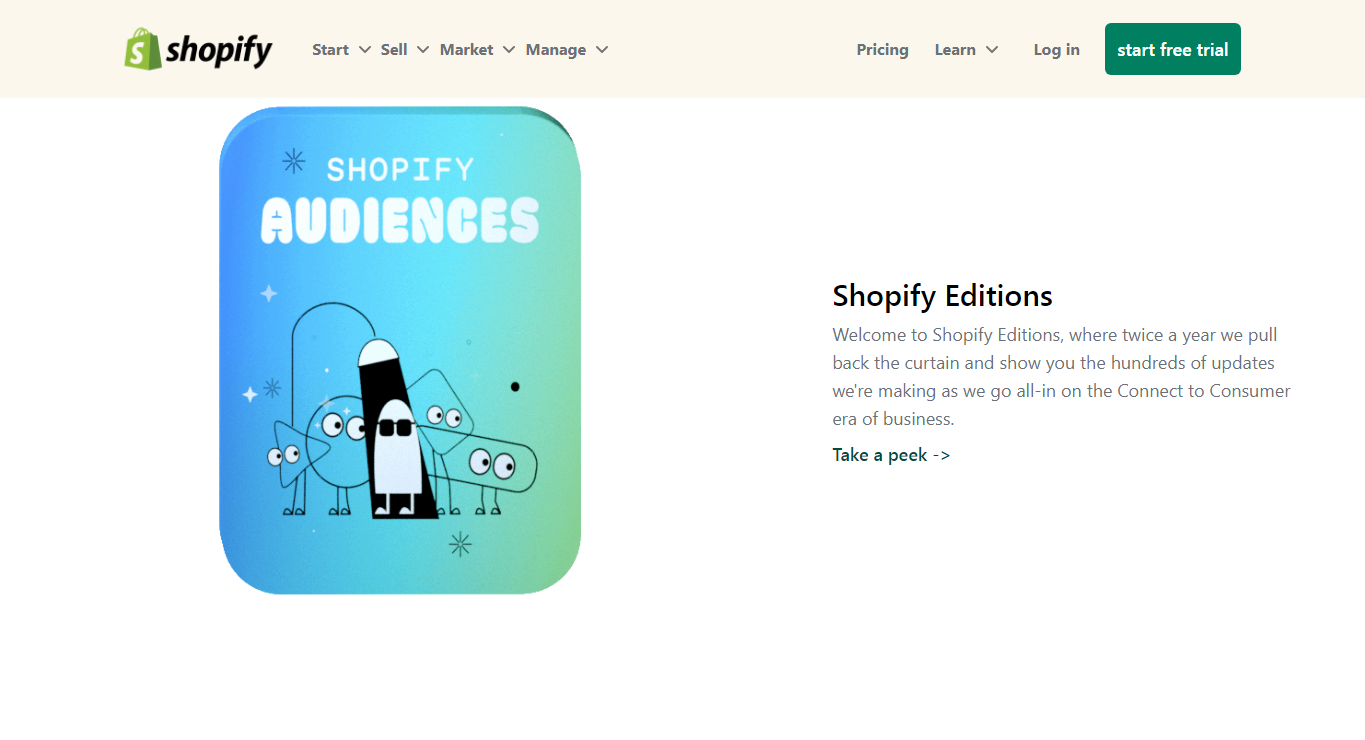 shopify
Start Sell Market Manage
Pricing Learn Log in start free trial
SHOPIFY
AUDIENCES
Shopify Editions
Welcome to Shopify Editions, where twice a year we pull
back the curtain and show you the hundreds of updates
we're making as we go all-in on the Connect to Consumer
era of business.
Take a peek ->